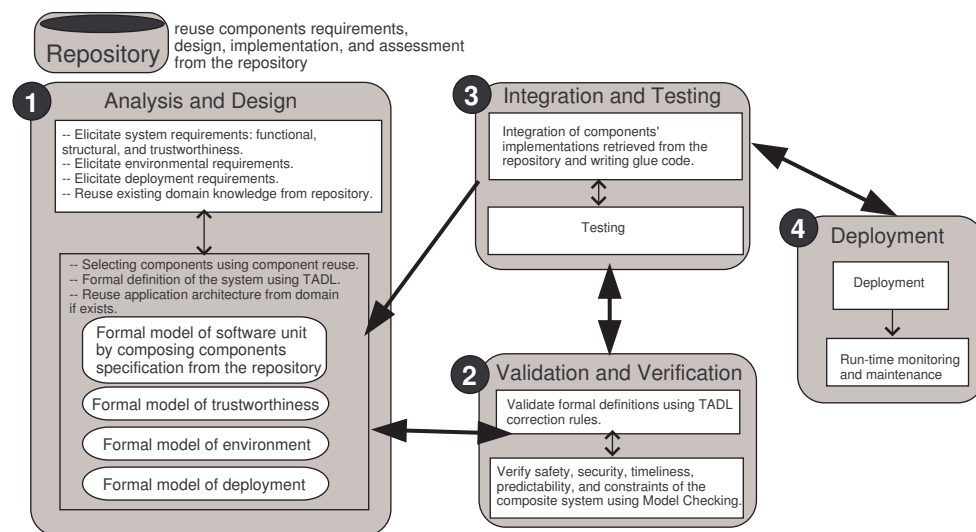 Repository
reuse components requirements,
design, implementation, and assessment
from the repository
1
Analysis and Design
-- Elicitate system requirements: functional,
structural, and trustworthiness.
-- Elicitate environmental requirements.
-- Elicitate deployment requirements.
-- Reuse existing domain knowledge from repository.
-- Selecting components using component reuse.
-- Formal definition of the system using TADL.
-- Reuse application architecture from domain
if exists.
Formal model of software unit
by composing components
specification from the repository
Formal model of trustworthiness
Formal model of environment
Formal model of deployment
3
Integration and Testing
Integration of components'
implementations retrieved from the
repository and writing glue code.
Testing
2
Validation and Verification
Validate formal definitions using TADL
correction rules.
Verify safety, security, timeliness,
predictability, and constraints of the
composite system using Model Checking.
4
Deployment
Deployment
Run-time monitoring
and maintenance